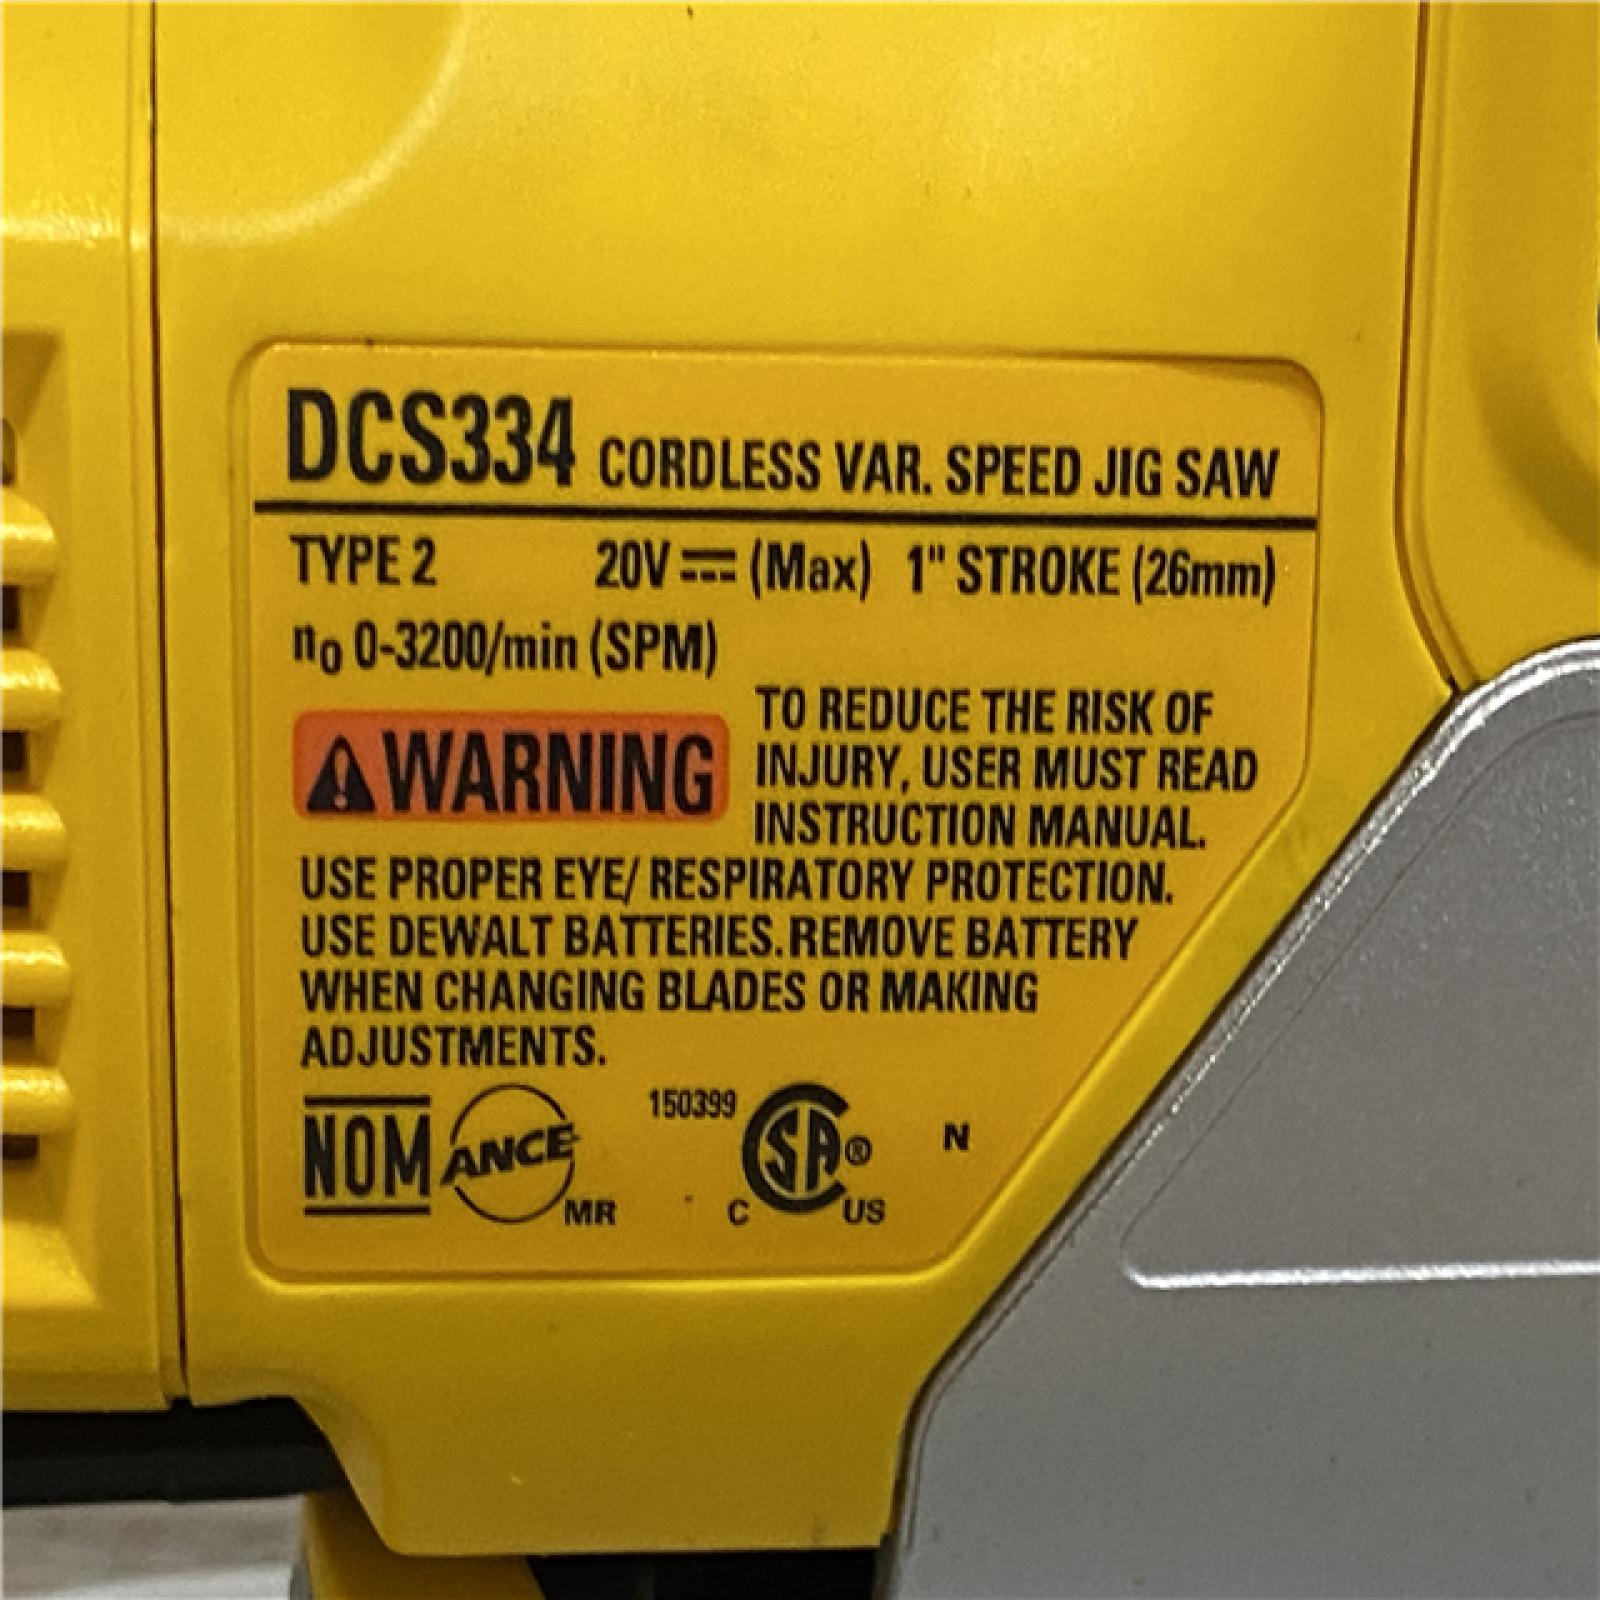 DCS334 CORDLESS VAR. SPEED JIG SAW
TYPE 2 20V ⎓ (Max) 1" STROKE (26mm)
n₀ 0-3200/min (SPM)
WARNING
TO REDUCE THE RISK OF
INJURY, USER MUST READ
INSTRUCTION MANUAL.
USE PROPER EYE/ RESPIRATORY PROTECTION.
USE DEWALT BATTERIES.REMOVE BATTERY
WHEN CHANGING BLADES OR MAKING
ADJUSTMENTS.
NOM ANCE MR 150399 C SA® US N